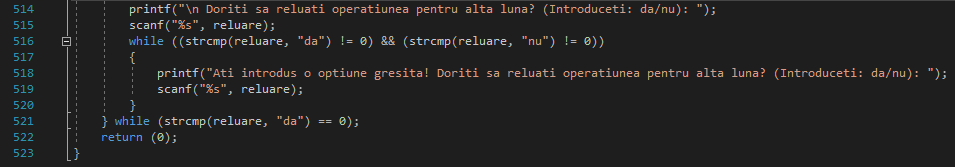 514 printf("\n Doriti sa reluati operatiunea pentru alta luna? (Introduceti: da/nu): ");
515 scanf("%s", reluare);
516 while ((strcmp(reluare, "da") != 0) && (strcmp(reluare, "nu") != 0))
517 {
518 printf("Ati introdus o optiune gresita! Doriti sa reluati operatiunea pentru alta luna? (Introduceti: da/nu): ");
519 scanf("%s", reluare);
520 }
521 } while (strcmp(reluare, "da") == 0);
522 return (0);
523 }